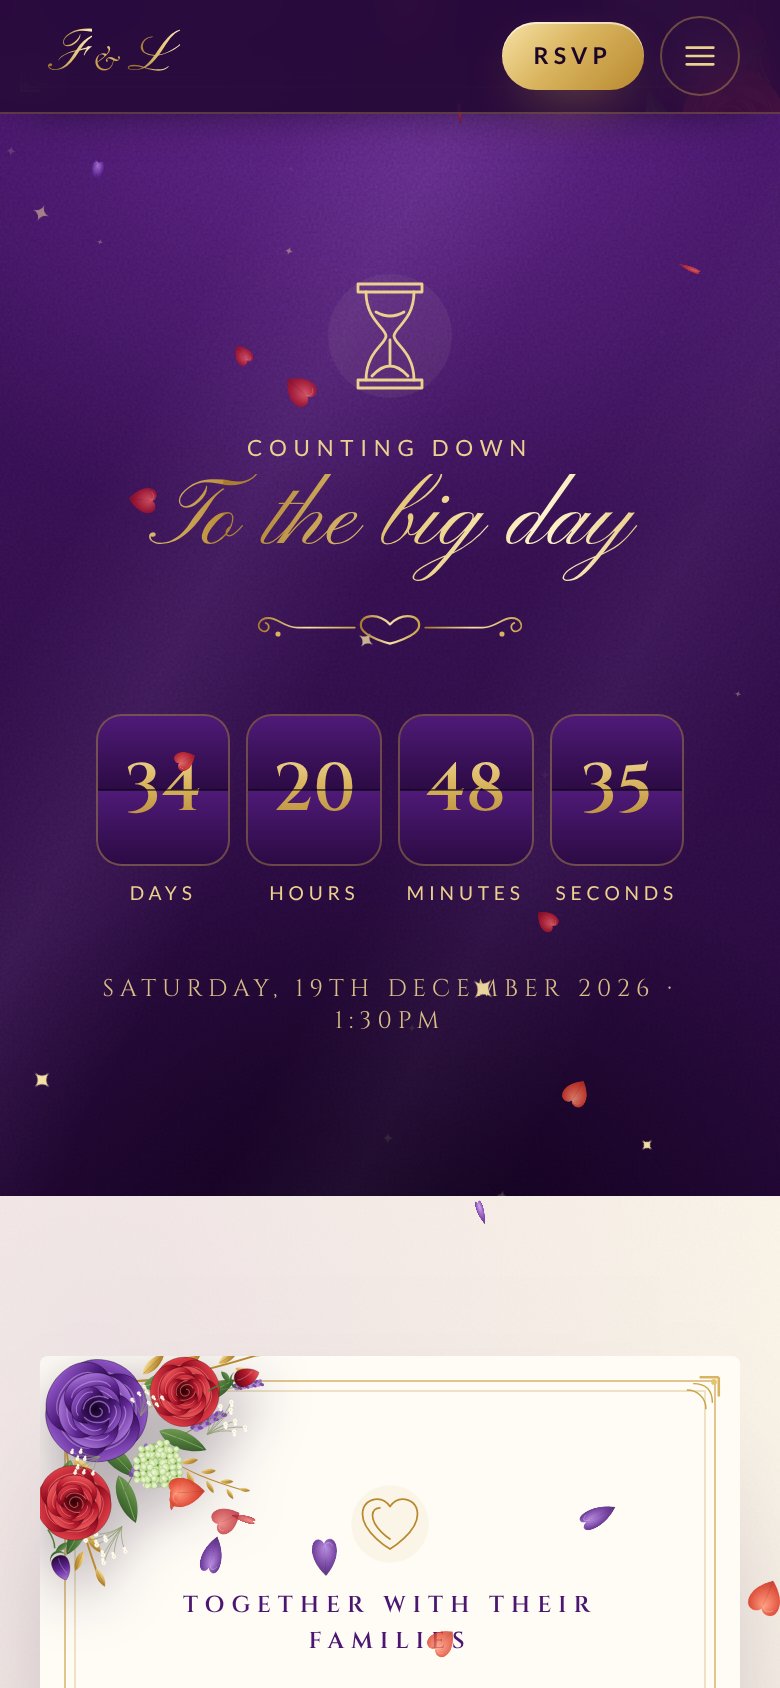 F & L
RSVP
COUNTING DOWN
To the big day
34 20 48 35
DAYS HOURS MINUTES SECONDS
SATURDAY, 19TH DECEMBER 2026 ·
1:30PM
TOGETHER WITH THEIR
FAMILIES